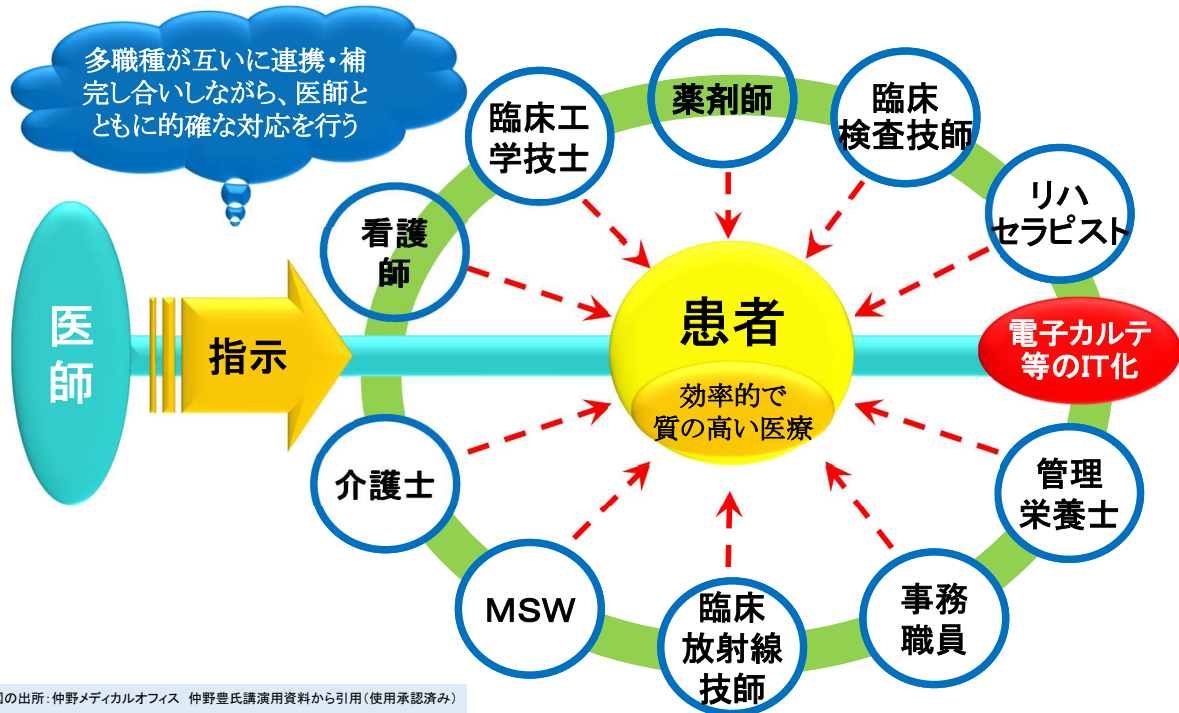 多職種が互いに連携・補
完し合いしながら、医師と
ともに的確な対応を行う
臨床工
学技士
薬剤師
臨床
検査技師
リハ
セラピスト
看護
師
医
師
指示
患者
効率的で
質の高い医療
電子カルテ
等のIT化
介護士
管理
栄養士
MSW
臨床
放射線
技師
事務
職員
の出所:仲野メディカルオフィス 仲野豊氏講演用資料から引用(使用承認済み)